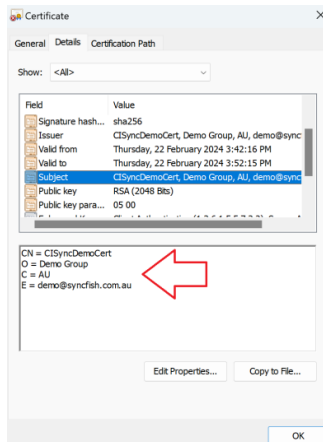 Certificate
General Details Certification Path
Show: <All>
Field Value
Signature hash... sha256
Issuer CISyncDemoCert, Demo Group, AU, demo@sync
Valid from Thursday, 22 February 2024 3:42:16 PM
Valid to Thursday, 22 February 2024 3:52:15 PM
Subject CISyncDemoCert, Demo Group, AU, demo@sync
Public key RSA (2048 Bits)
Public key para... 05 00
CN = CISyncDemoCert
O = Demo Group
C = AU
E = demo@syncfish.com.au
Edit Properties... Copy to File...
OK